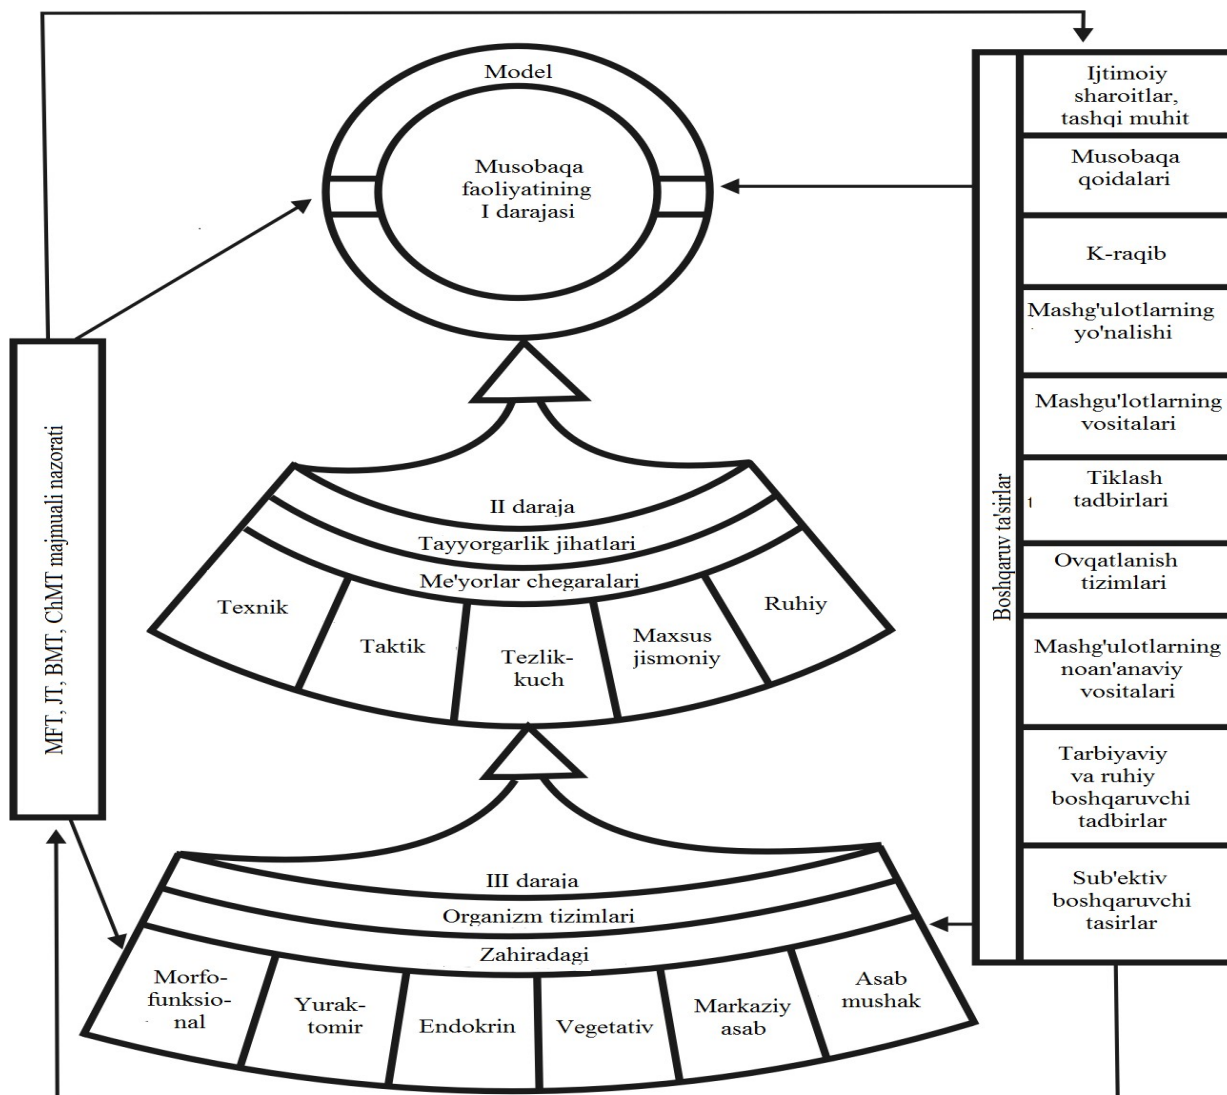 Model
Musobaqa
faoliyatining
I darajasi
II daraja
Tayyorgarlik jihatlari
Me'yorlar chegaralari
Texnik
Taktik
Tezlik-
kuch
Maxsus
jismoniy
Ruhiy
III daraja
Organizm tizimlari
Zahiradagi
Morfo-
funksio-
nal
Yurak-
tomir
Endokrin
Vegetativ
Markaziy
asab
Asab
mushak
MFT, JT, BMT, ChMT majmuali nazorati
Boshqaruv ta'sirlar
Ijtimoiy
sharoitlar,
tashqi muhit
Musobaqa
qoidalari
K-raqib
Mashg'ulotlarning
yo'nalishi
Mashgu'lotlarning
vositalari
Tiklash
tadbirlari
Ovqatlanish
tizimlari
Mashg'ulotlarning
noan'anaviy
vositalari
Tarbiyaviy
va ruhiy
boshqaruvchi
tadbirlar
Sub'ektiv
boshqaruvchi
tasirlar